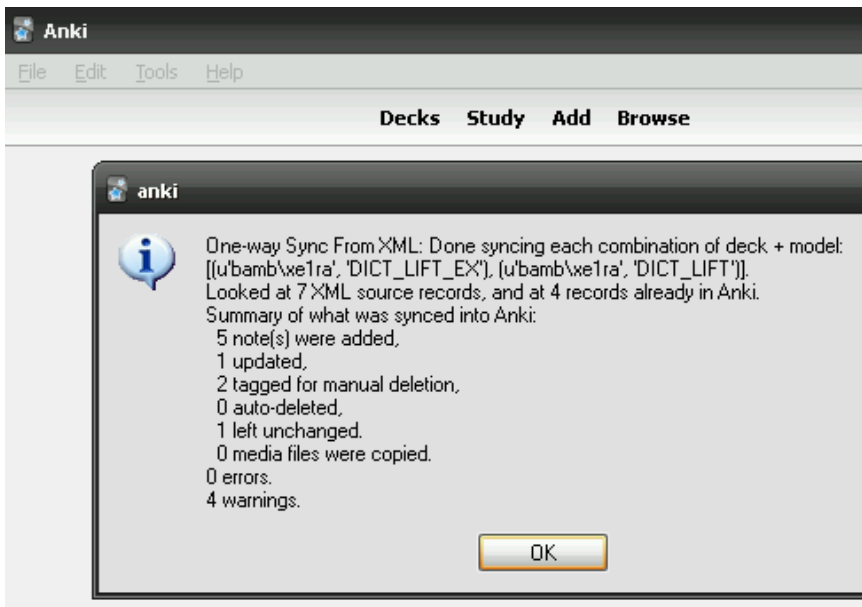 Anki
File Edit Tools Help
Decks Study Add Browse
anki
One-way Sync From XML: Done syncing each combination of deck + model:
[(u'bamb\xe1ra', 'DICT_LIFT_EX'), (u'bamb\xe1ra', 'DICT_LIFT')].
Looked at 7 XML source records, and at 4 records already in Anki.
Summary of what was synced into Anki:
5 note(s) were added,
1 updated,
2 tagged for manual deletion,
0 auto-deleted,
1 left unchanged.
0 media files were copied.
0 errors.
4 warnings.
OK